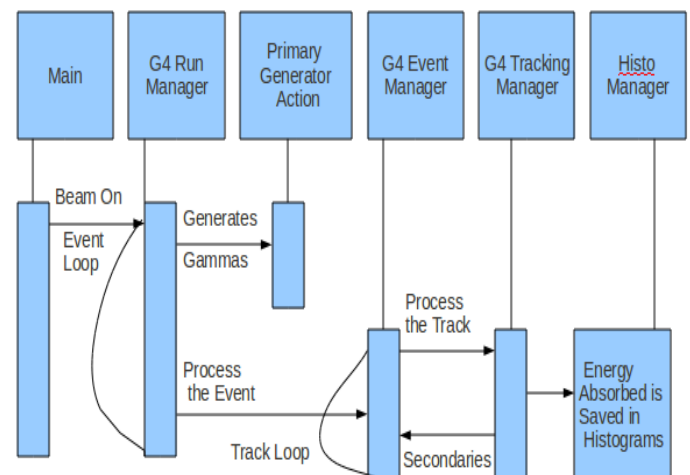 Main
G4 Run
Manager
Primary
Generator
Action
G4 Event
Manager
G4 Tracking
Manager
Histo
Manager
Beam On
Event
Loop
Generates
Gammas
Process
the Track
Process
the Event
Energy
Absorbed is
Saved in
Histograms
Track Loop
Secondaries